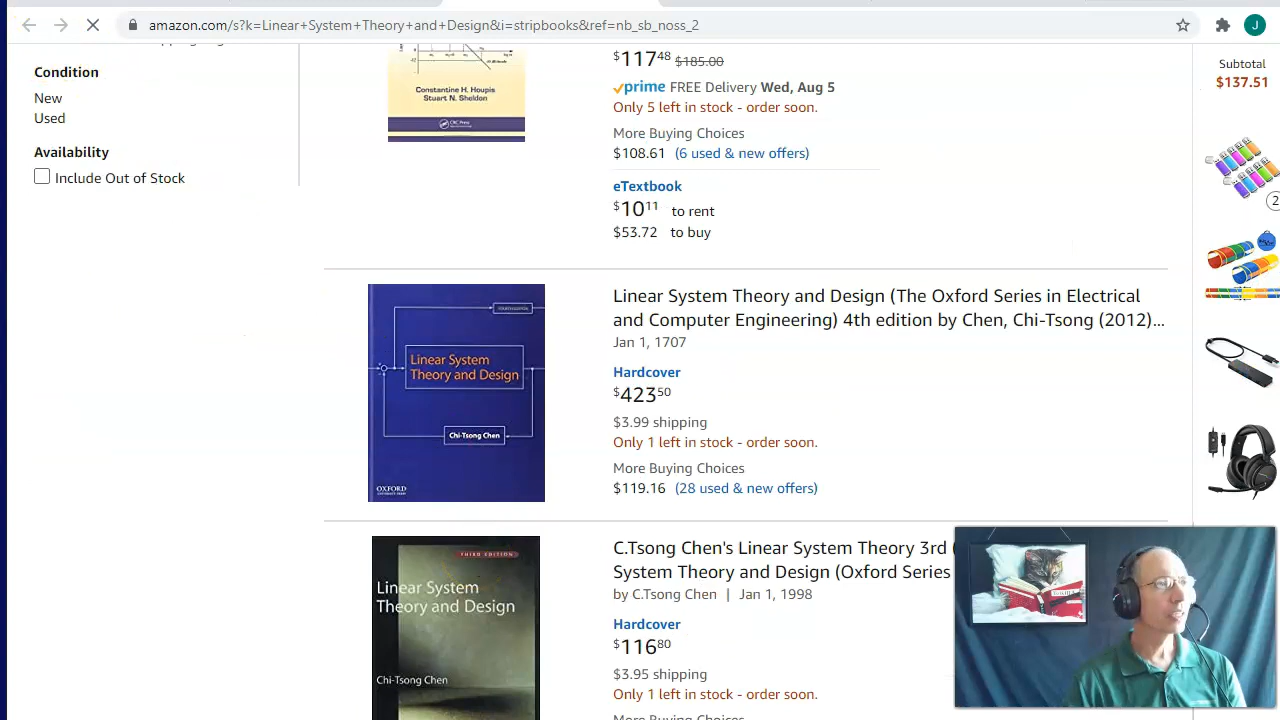 amazon.com/s?k=Linear+System+Theory+and+Design&i=stripbooks&ref=nb_sb_noss_2
J
Condition
New
Used
Availability
Include Out of Stock
Constantine H. Houpis
Stuart N. Sheldon
CRC Press
$117 48 $185.00
prime FREE Delivery Wed, Aug 5
Only 5 left in stock - order soon.
More Buying Choices
$108.61 (6 used & new offers)
eTextbook
$10 11 to rent
$53.72 to buy
Linear System
Theory and Design
Chi-Tsong Chen
OXFORD
UNIVERSITY PRESS
Linear System Theory and Design (The Oxford Series in Electrical
and Computer Engineering) 4th edition by Chen, Chi-Tsong (2012)...
Jan 1, 1707
Hardcover
$423 50
$3.99 shipping
Only 1 left in stock - order soon.
More Buying Choices
$119.16 (28 used & new offers)
THIRD EDITION
Linear System
Theory and Design
Chi-Tsong Chen
C.Tsong Chen's Linear System Theory 3rd (
System Theory and Design (Oxford Series
by C.Tsong Chen | Jan 1, 1998
Hardcover
$116 80
$3.95 shipping
Only 1 left in stock - order soon.
More Buying Choices
Subtotal
$137.51
2